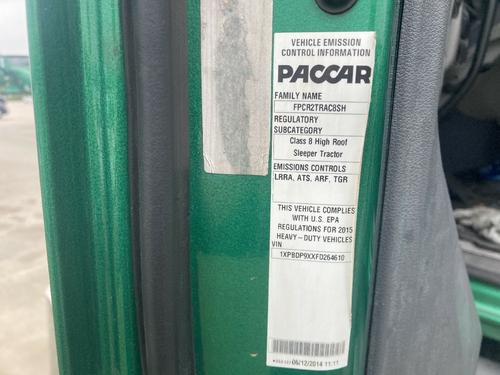 VEHICLE EMISSION
CONTROL INFORMATION
PACCAR
FAMILY NAME
FPCR2TRAC8SH
REGULATORY
SUBCATEGORY
Class 8 High Roof
Sleeper Tractor
EMISSIONS CONTROLS
LRRA, ATS, ARF, TGR
THIS VEHICLE COMPLIES
WITH U.S. EPA
REGULATIONS FOR 2015
HEAVY-DUTY VEHICLES
VIN
1XPBDP9XXFD264610
06/12/2014 11:11